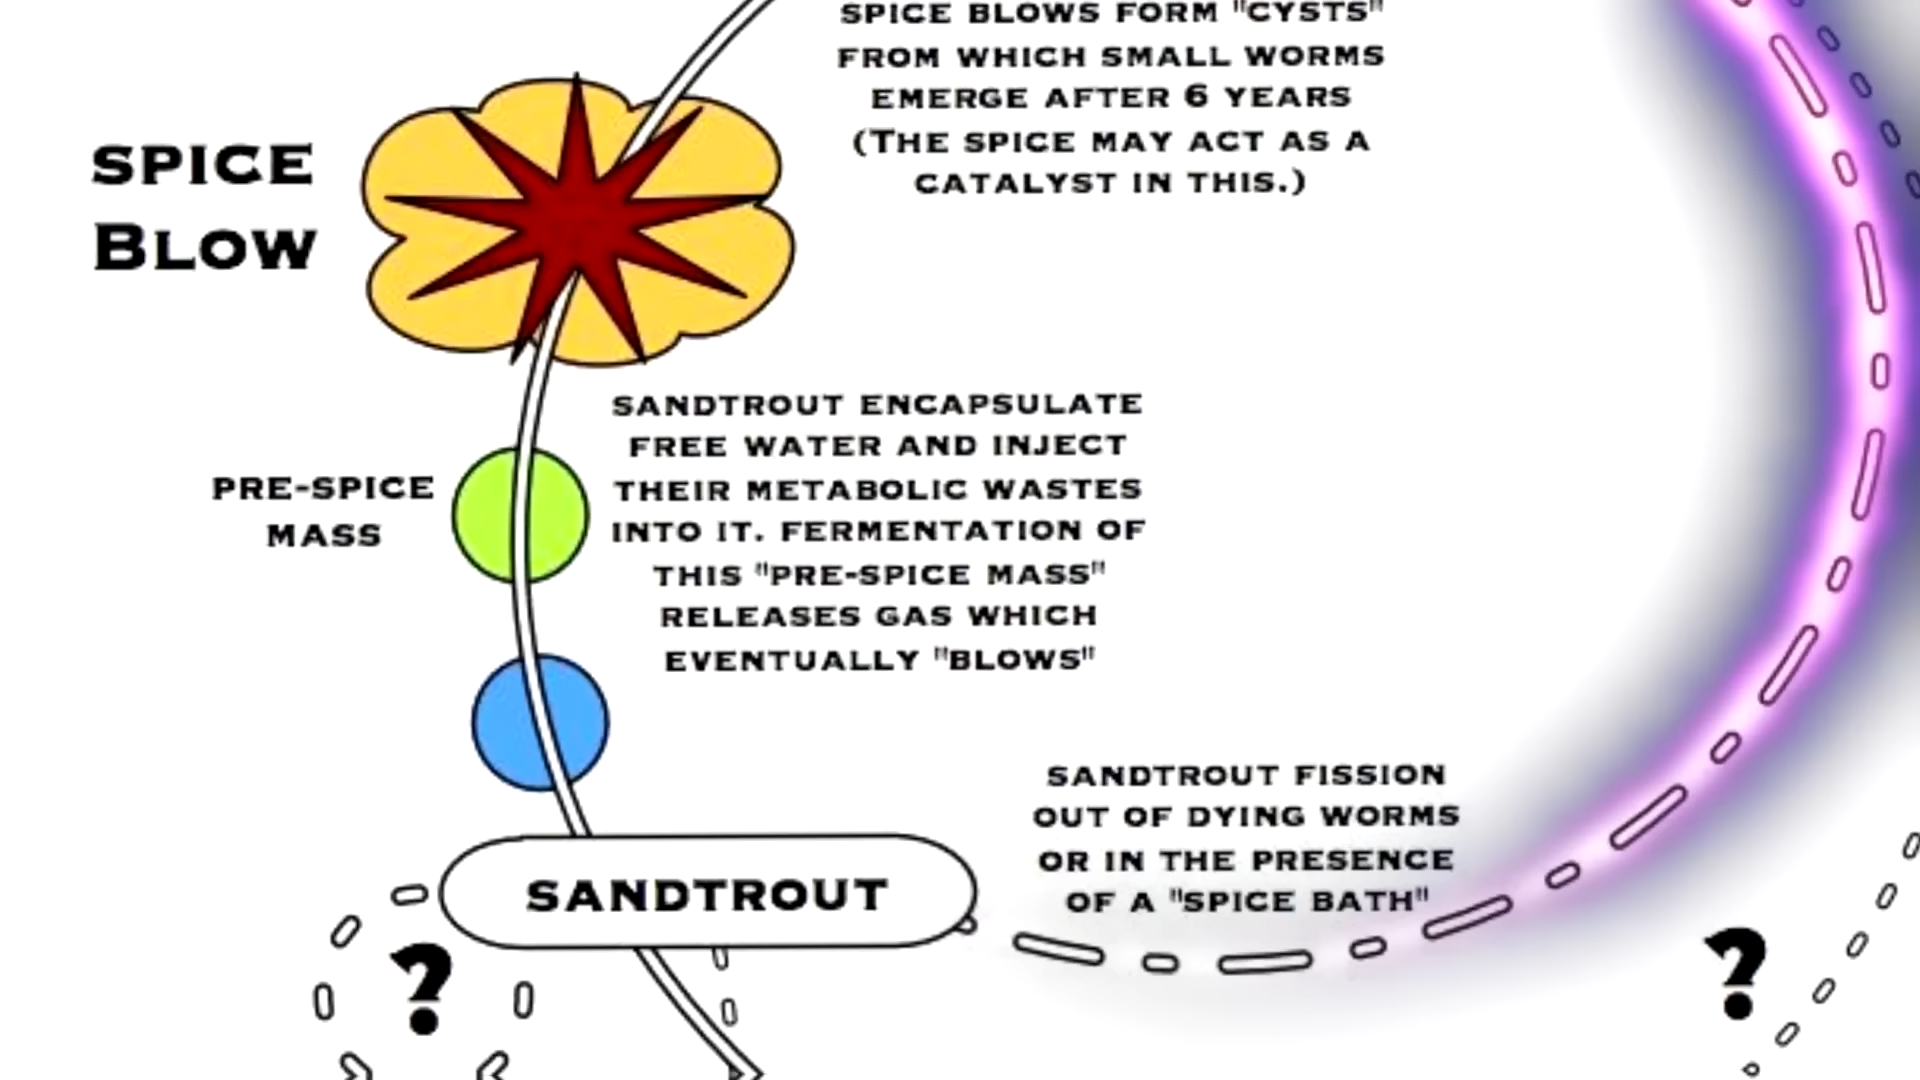 SPICE BLOWS FORM "CYSTS"
FROM WHICH SMALL WORMS
EMERGE AFTER 6 YEARS
(THE SPICE MAY ACT AS A
CATALYST IN THIS.)
SPICE
BLOW
SANDTROUT ENCAPSULATE
FREE WATER AND INJECT
THEIR METABOLIC WASTES
INTO IT. FERMENTATION OF
THIS "PRE-SPICE MASS"
RELEASES GAS WHICH
EVENTUALLY "BLOWS"
PRE-SPICE
MASS
SANDTROUT FISSION
OUT OF DYING WORMS
OR IN THE PRESENCE
OF A "SPICE BATH"
SANDTROUT
?
?